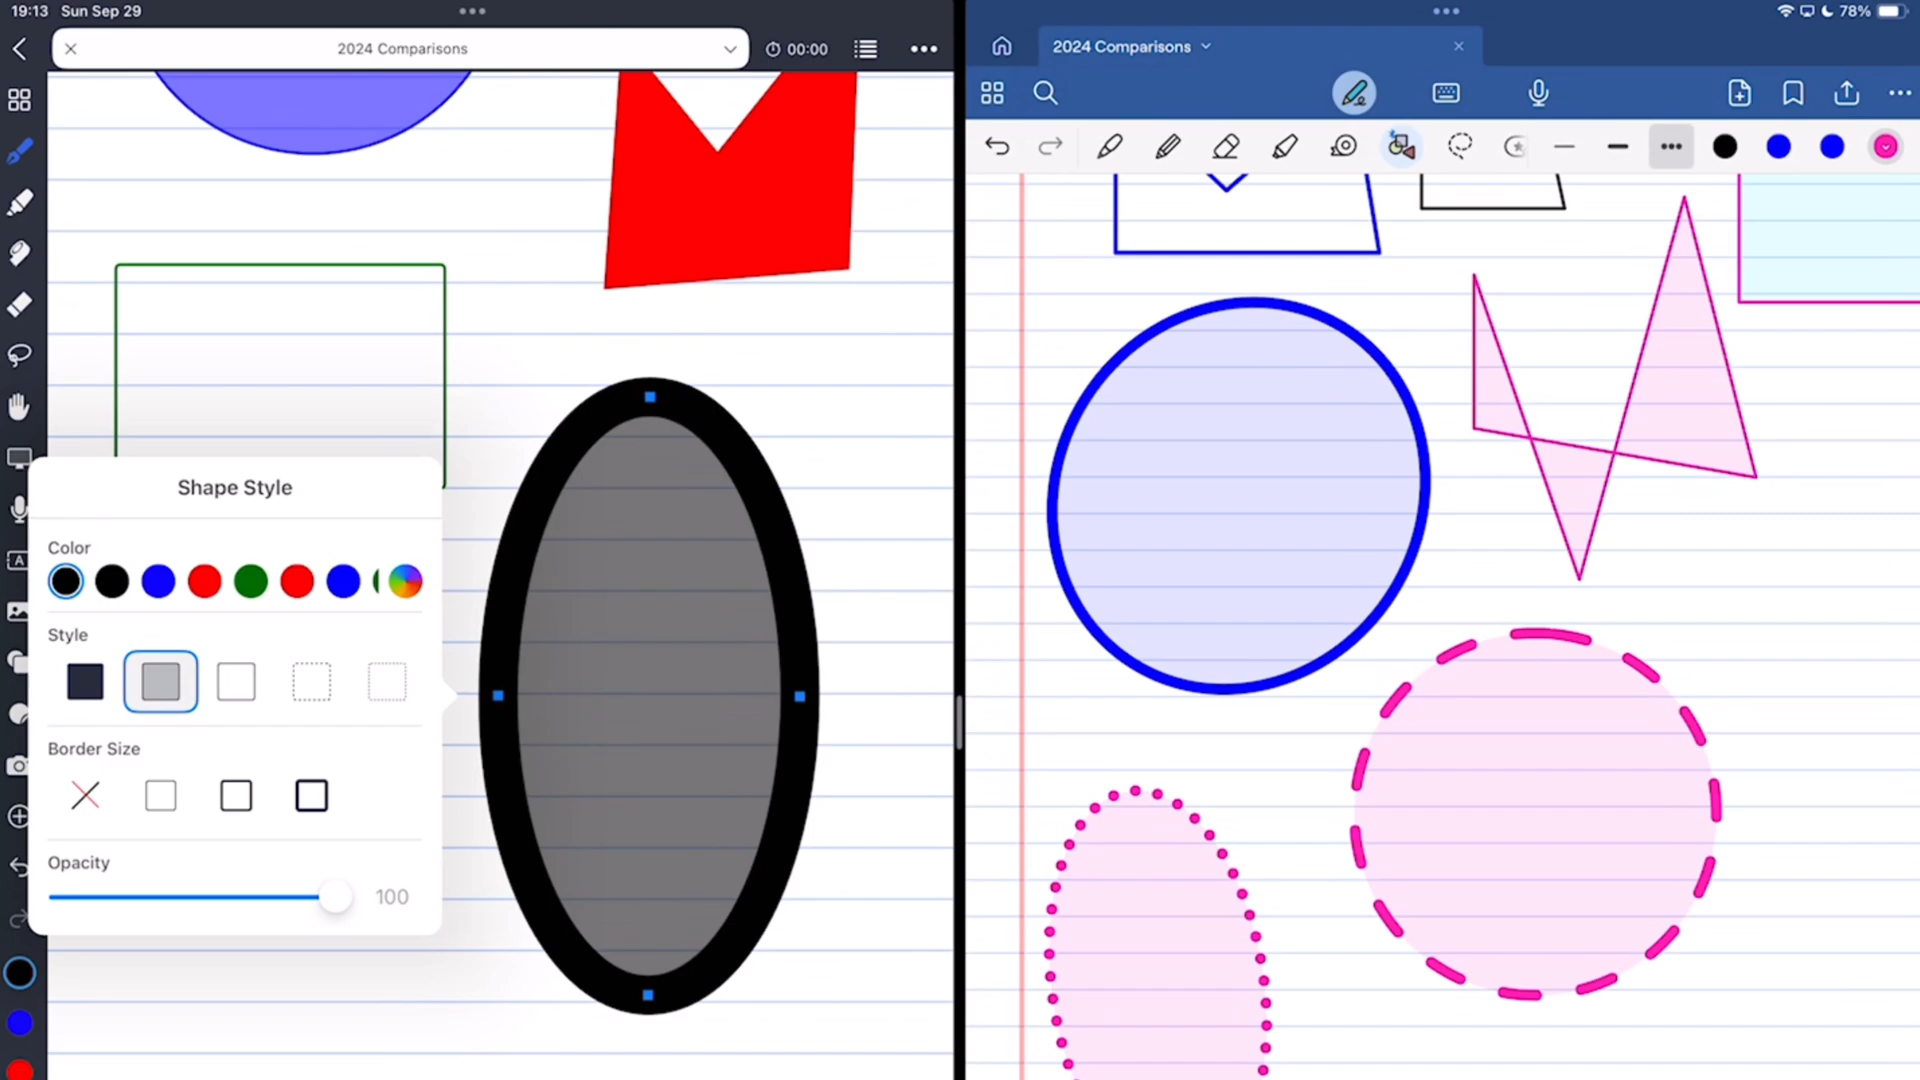 19:13 Sun Sep 29
78%
2024 Comparisons
00:00
2024 Comparisons
Shape Style
Color
Style
A
Border Size
Opacity
100